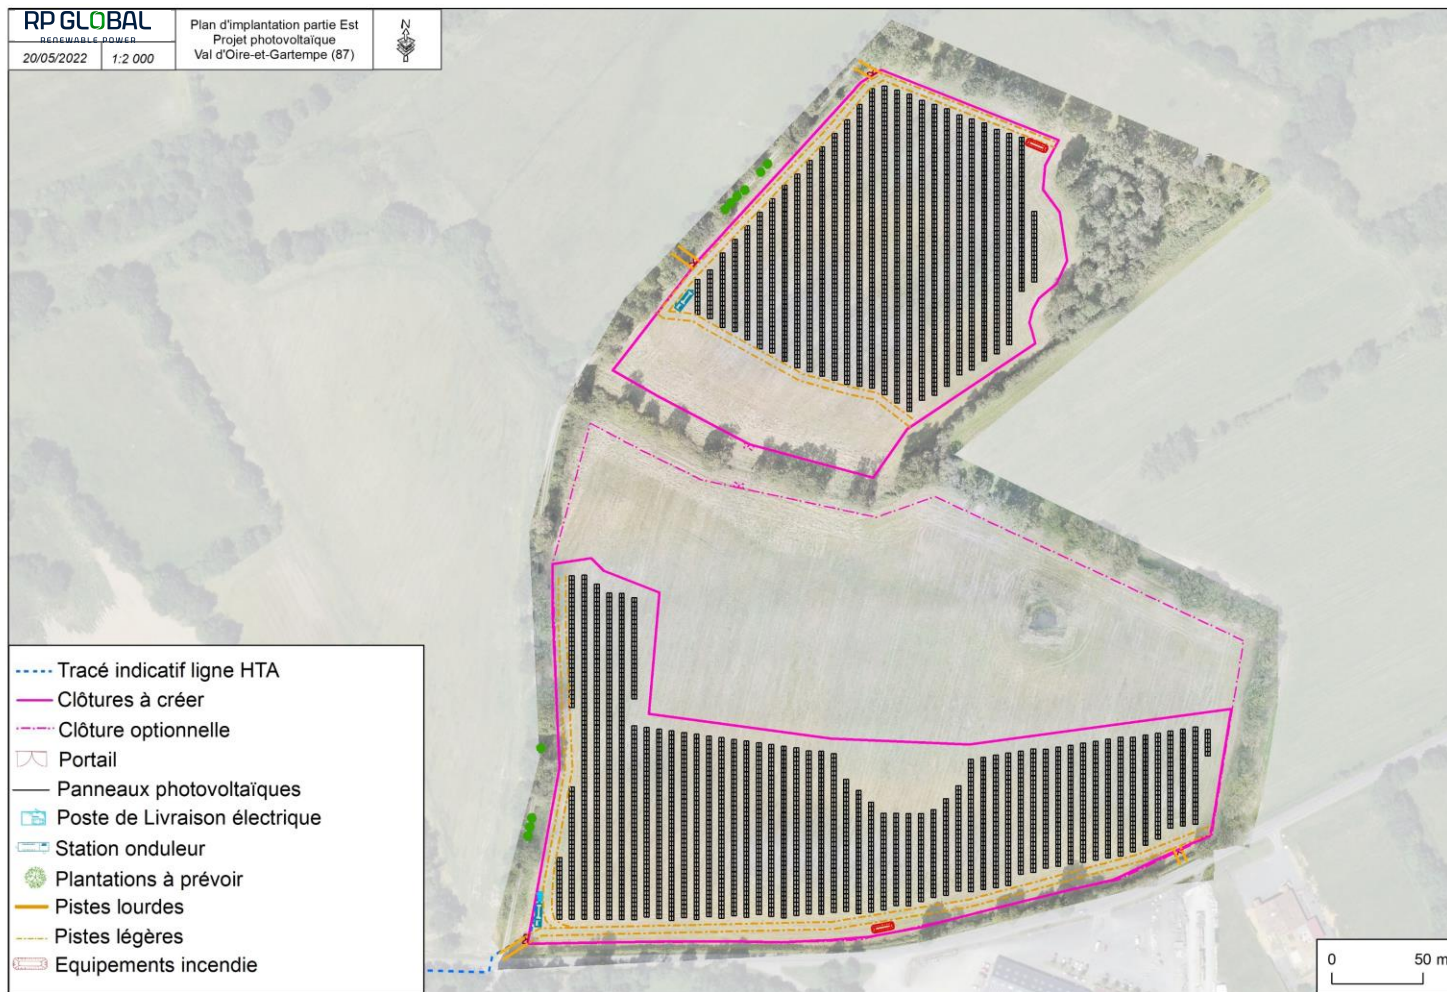 RP GLOBAL
RENEWABLE POWER
20/05/2022
1:2 000
Plan d'implantation partie Est
Projet photovoltaïque
Val d'Oire-et-Gartempe (87)
N
Tracé indicatif ligne HTA
Clôtures à créer
Clôture optionnelle
Portail
Panneaux photovoltaïques
Poste de Livraison électrique
Station onduleur
Plantations à prévoir
Pistes lourdes
Pistes légères
Equipements incendie
0 50 m